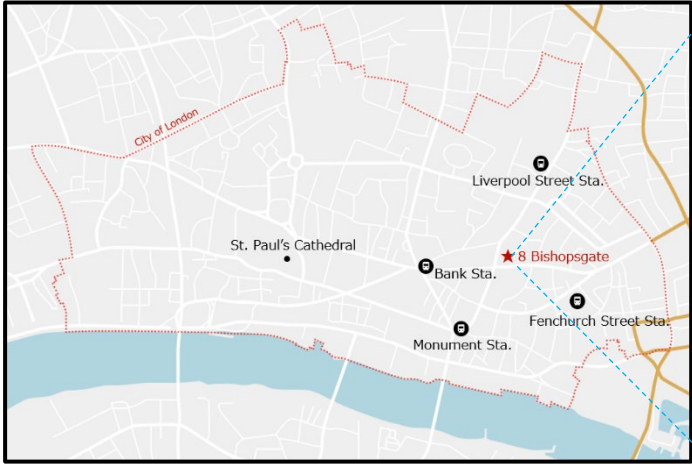 City of London
Liverpool Street Sta.
St. Paul's Cathedral
8 Bishopsgate
Bank Sta.
Fenchurch Street Sta.
Monument Sta.